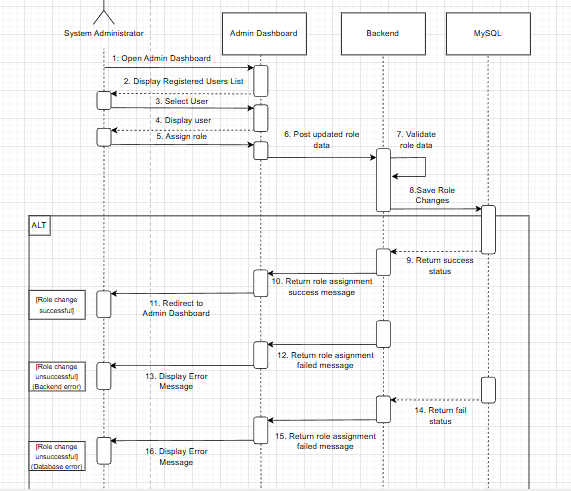 System Administrator
Admin Dashboard
Backend
MySQL
1: Open Admin Dashboard
2: Display Registered Users List
3: Select User
4. Display user
5. Assign role
6. Post updated role
data
7. Validate
role data
8.Save Role
Changes
ALT
9. Return success
status
10. Return role assignment
success message
[Role change
successful]
11. Redirect to
Admin Dashboard
12. Return role asignment
failed message
[Role change
unsuccessful]
(Backend error)
13. Display Error
Message
14. Return fail
status
15. Return role assignment
failed message
[Role change
unsuccessful]
(Database error)
16. Display Error
Message